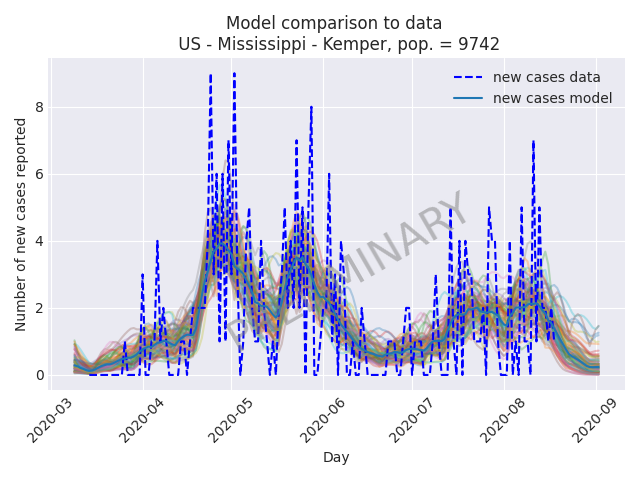 Model comparison to data
US - Mississippi - Kemper, pop. = 9742
new cases data
new cases model
Number of new cases reported
8
6
4
2
0
PRELIMINARY
2020-03
2020-04
2020-05
2020-06
2020-07
2020-08
2020-09
Day